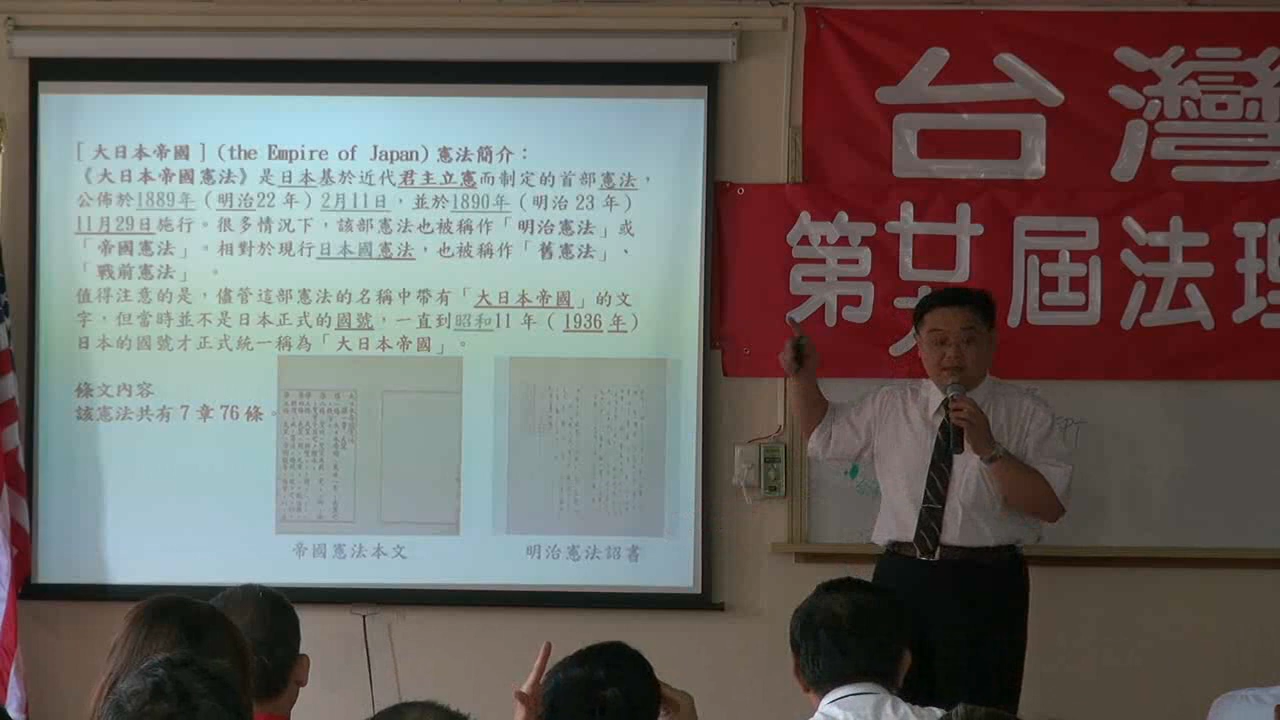 [ 大日本帝國 ] (the Empire of Japan) 憲法簡介：
《大日本帝國憲法》是日本基於近代君主立憲而制定的首部憲法，
公佈於1889年（明治22年）2月11日，並於1890年（明治 23 年）
11月29日施行。很多情況下，該部憲法也被稱作「明治憲法」或
「帝國憲法」。相對於現行日本國憲法，也被稱作「舊憲法」、
「戰前憲法」 。
值得注意的是，儘管這部憲法的名稱中帶有「大日本帝國」的文
字，但當時並不是日本正式的國號，一直到昭和11年（1936 年）
日本的國號才正式統一稱為「大日本帝國」。
條文內容
該憲法共有 7 章 76 條。
帝國憲法本文
明治憲法詔書
台灣
第廿 屆法理